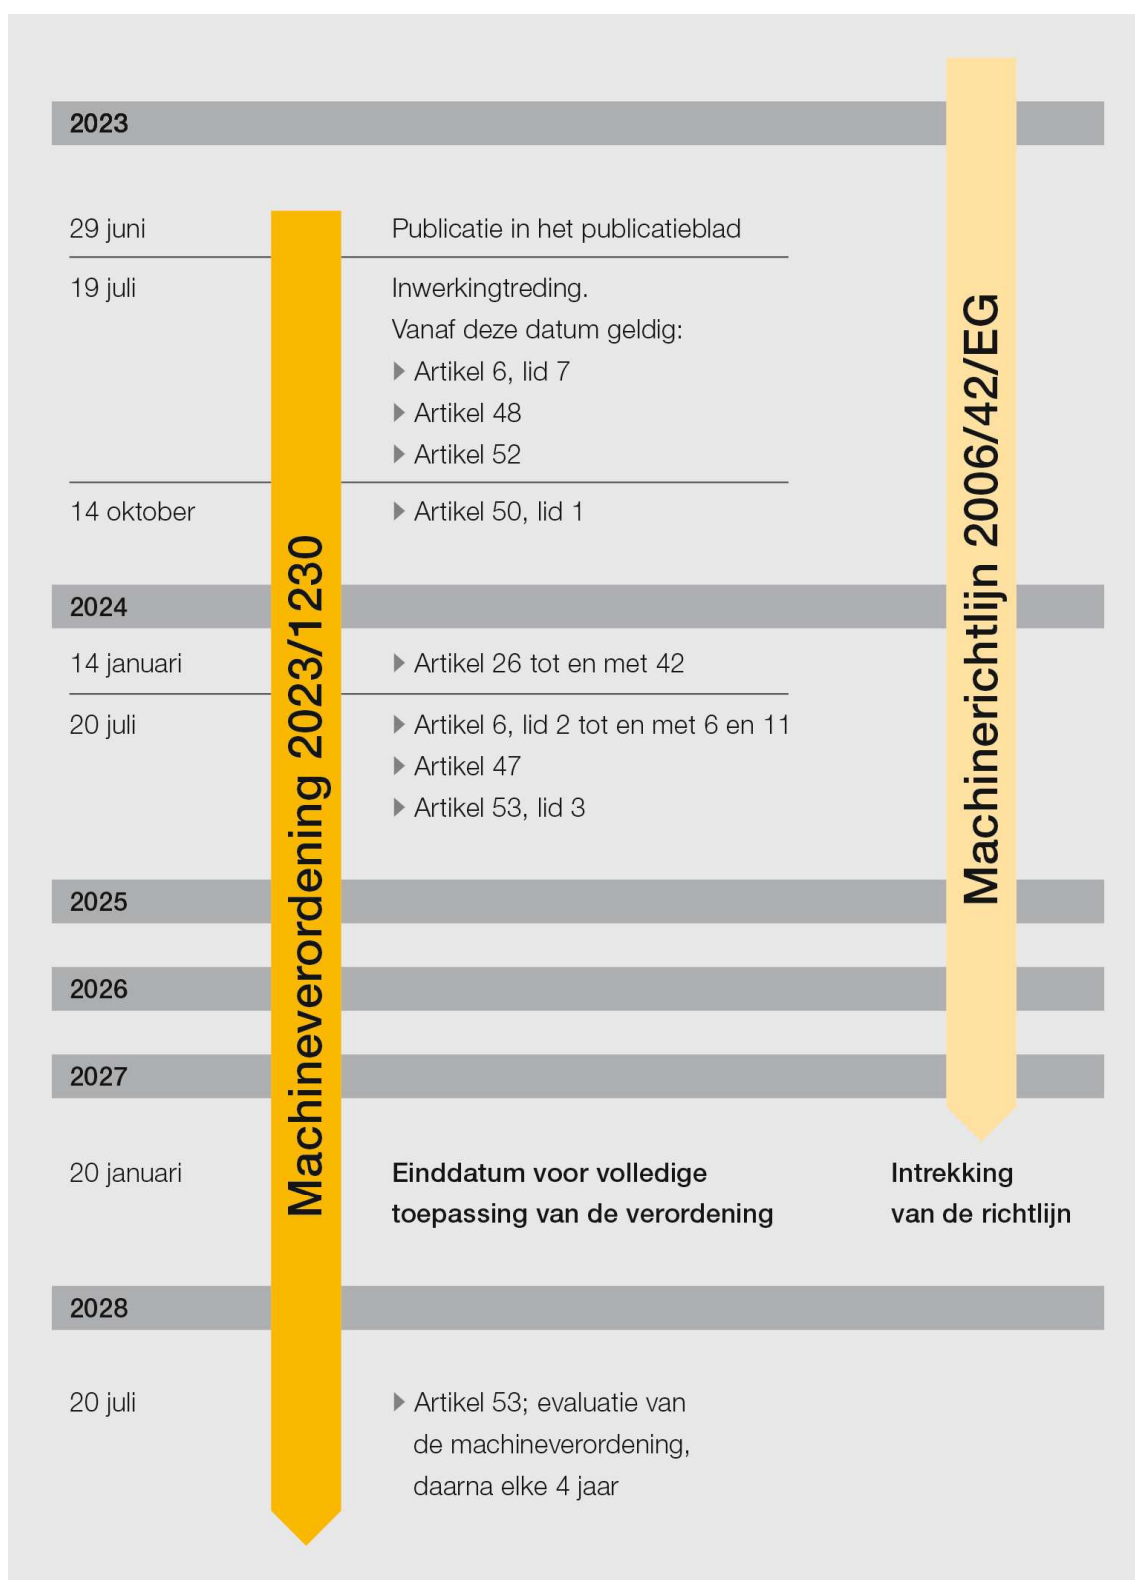 2023
29 juni
Publicatie in het publicatieblad
19 juli
Inwerkingtreding.
Vanaf deze datum geldig:
Artikel 6, lid 7
Artikel 48
Artikel 52
14 oktober
Artikel 50, lid 1
2024
14 januari
Artikel 26 tot en met 42
20 juli
Artikel 6, lid 2 tot en met 6 en 11
Artikel 47
Artikel 53, lid 3
2025
2026
2027
20 januari
Einddatum voor volledige
toepassing van de verordening
Intrekking
van de richtlijn
2028
20 juli
Artikel 53; evaluatie van
de machineverordening,
daarna elke 4 jaar
Machineverordening 2023/1230
Machinerichtlijn 2006/42/EG